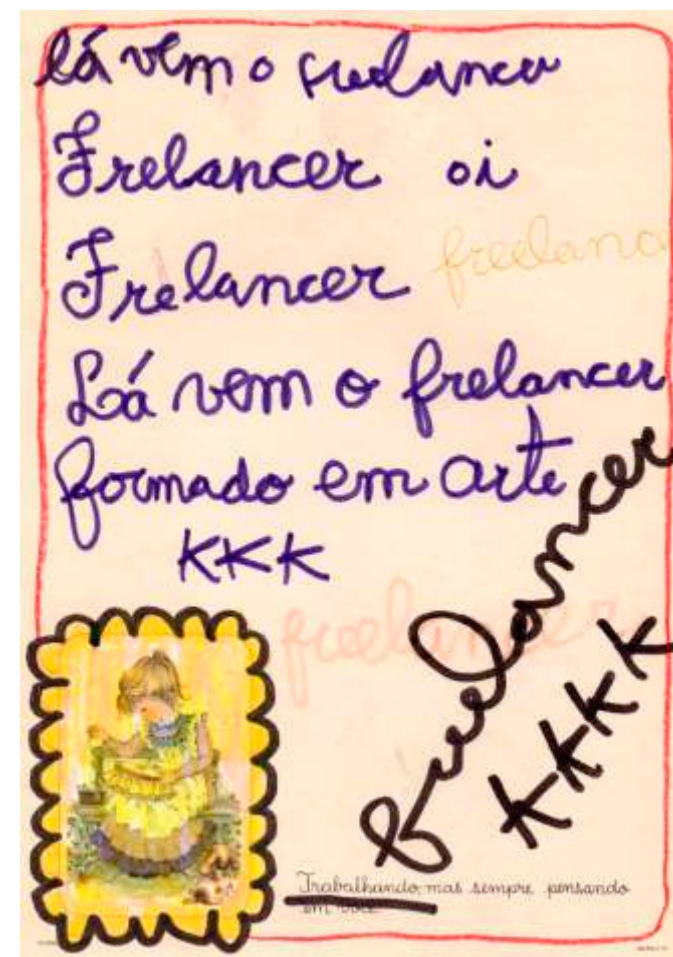 lá vem o freelancer
Frelancer oi
Frelancer freelanc
Lá vem o frelancer
formado em arte
KKK
freelancer
freelancer
KKKK
Trabalhando mas sempre pensando
em você